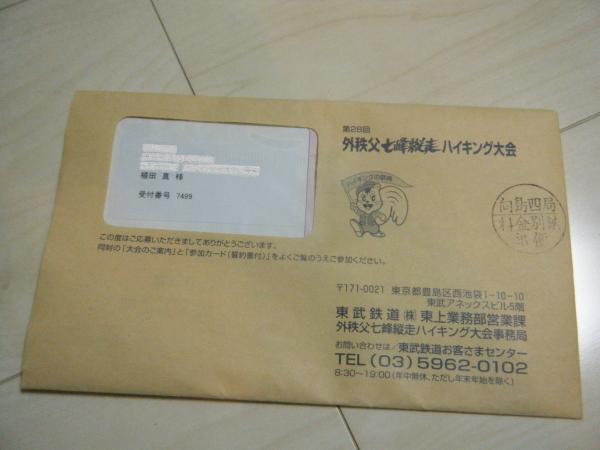 植田 真 様
受付番号 7499
この度はご応募いただきましてありがとうございます。
同封の「大会のご案内」と「参加カード(誓約書付)」をよくご覧のうえご参加ください。
第28回
外秩父七峰縦走ハイキング大会
ハイキングの祭典
向島四局
料金別納
郵便
〒171-0021 東京都豊島区西池袋1-10-10
東武アネックスビル5階
東武鉄道㈱東上業務部営業課
外秩父七峰縦走ハイキング大会事務局
お問い合わせは/東武鉄道お客さまセンター
TEL(03)5962-0102
8:30~19:00(年中無休、ただし年末年始を除く)